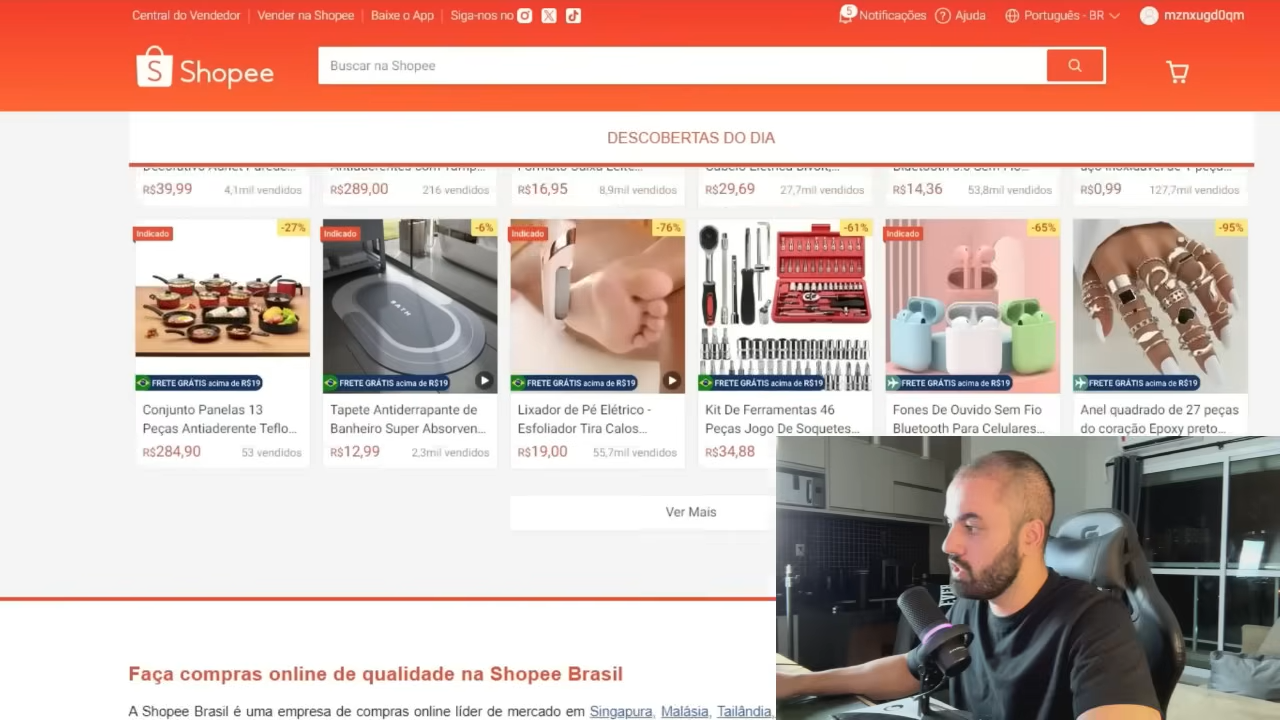 Central do Vendedor | Vender na Shopee | Baixe o App | Siga-nos no
5 Notificações ? Ajuda Português - BR mznxugd0qm
S Shopee
Buscar na Shopee
DESCOBERTAS DO DIA
R$39,99 4,1mil vendidos
R$289,00 216 vendidos
R$16,95 8,9mil vendidos
R$29,69 27,7mil vendidos
R$14,36 53,8mil vendidos
R$0,99 127,7mil vendidos
Indicado -27%
FRETE GRÁTIS acima de R$19
Conjunto Panelas 13
Peças Antiaderente Teflo...
R$284,90 53 vendidos
Indicado -6%
BATH
FRETE GRÁTIS acima de R$19
Tapete Antiderrapante de
Banheiro Super Absorven...
R$12,99 2,3mil vendidos
Indicado -76%
FRETE GRÁTIS acima de R$19
Lixador de Pé Elétrico -
Esfoliador Tira Calos...
R$19,00 55,7mil vendidos
-61%
FRETE GRÁTIS acima de R$19
Kit De Ferramentas 46
Peças Jogo De Soquetes...
R$34,88
Indicado -65%
FRETE GRÁTIS acima de R$19
Fones De Ouvido Sem Fio
Bluetooth Para Celulares...
-95%
FRETE GRÁTIS acima de R$19
Anel quadrado de 27 peças
do coração Epoxy preto...
Ver Mais
Faça compras online de qualidade na Shopee Brasil
A Shopee Brasil é uma empresa de compras online líder de mercado em Singapura, Malásia, Tailândia,